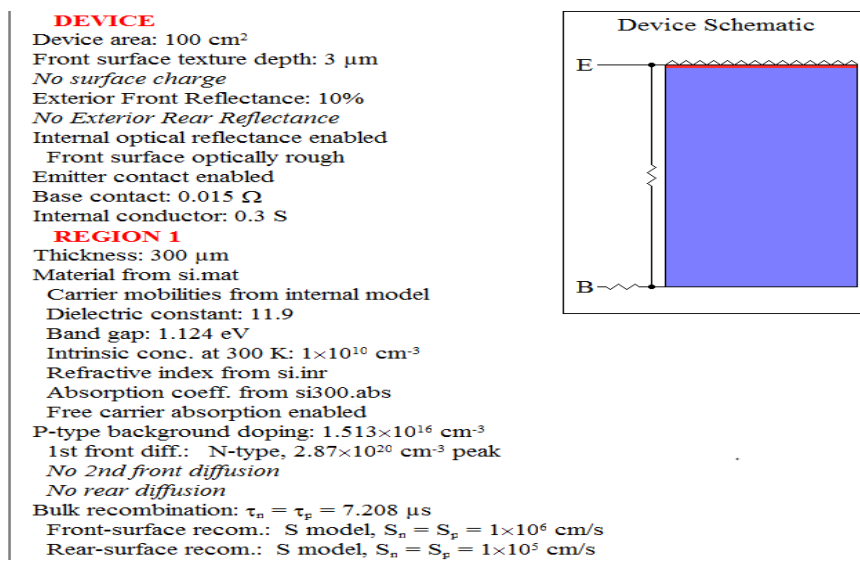 DEVICE
Device area: 100 cm²
Front surface texture depth: 3 µm
No surface charge
Exterior Front Reflectance: 10%
No Exterior Rear Reflectance
Internal optical reflectance enabled
Front surface optically rough
Emitter contact enabled
Base contact: 0.015 Ω
Internal conductor: 0.3 S
REGION 1
Thickness: 300 µm
Material from si.mat
Carrier mobilities from internal model
Dielectric constant: 11.9
Band gap: 1.124 eV
Intrinsic conc. at 300 K: 1×10¹⁰ cm⁻³
Refractive index from si.inr
Absorption coeff. from si300.abs
Free carrier absorption enabled
P-type background doping: 1.513×10¹⁶ cm⁻³
1st front diff.: N-type, 2.87×10²⁰ cm⁻³ peak
No 2nd front diffusion
No rear diffusion
Bulk recombination: τₙ = τₚ = 7.208 µs
Front-surface recom.: S model, Sₙ = Sₚ = 1×10⁶ cm/s
Rear-surface recom.: S model, Sₙ = Sₚ = 1×10⁵ cm/s
Device Schematic
E
B